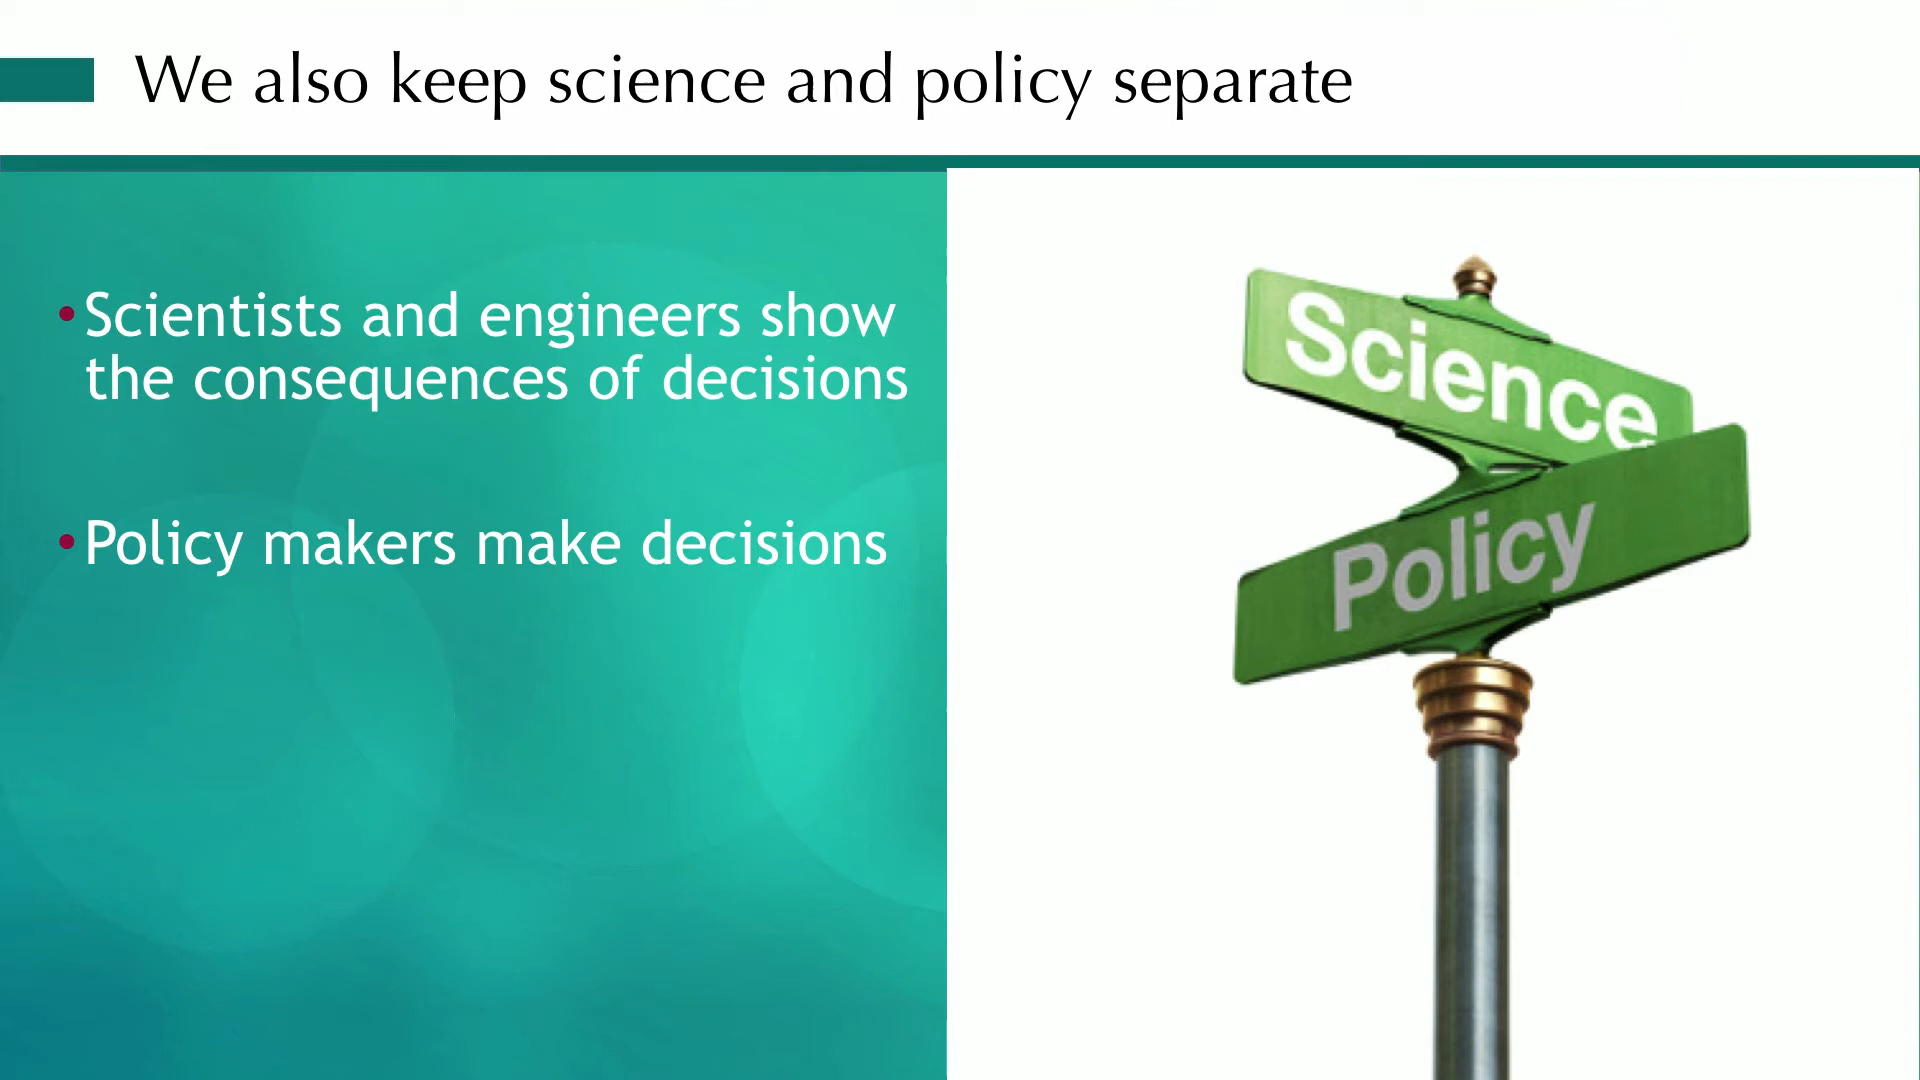 We also keep science and policy separate
• Scientists and engineers show
the consequences of decisions
• Policy makers make decisions
Science
Policy